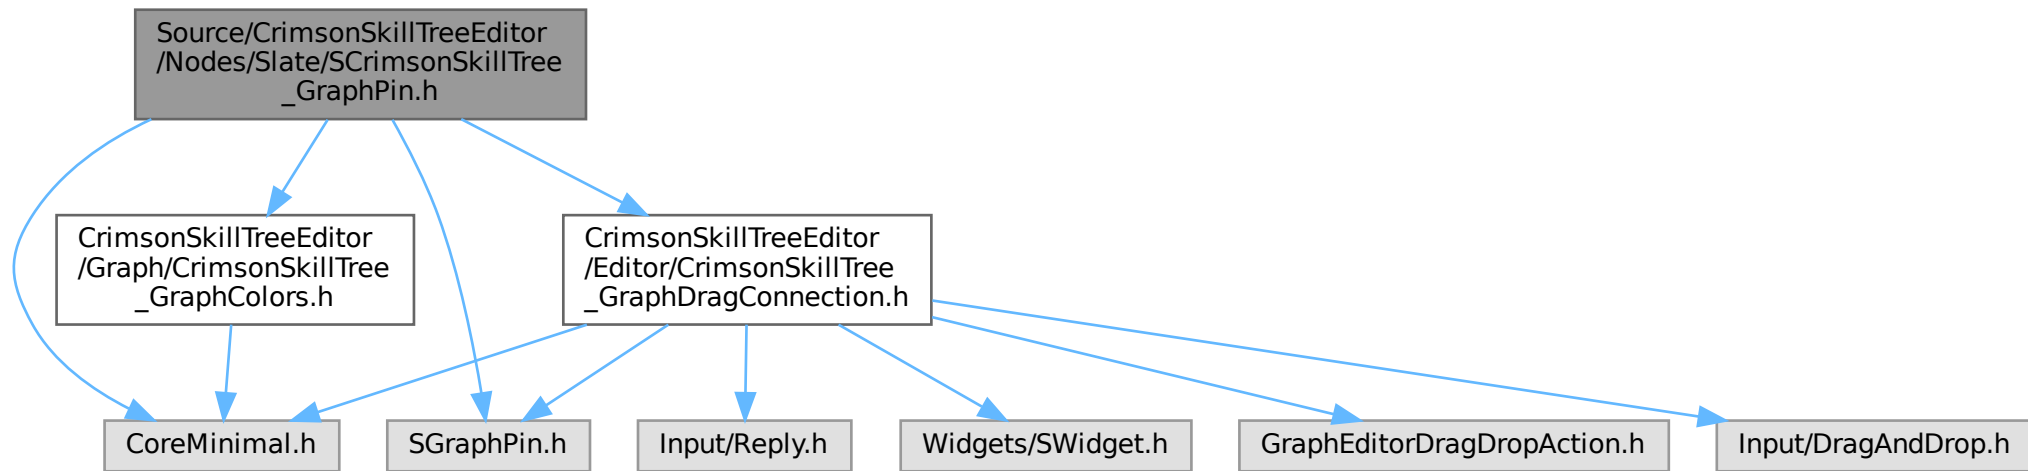 Source/CrimsonSkillTreeEditor
/Nodes/Slate/SCrimsonSkillTree
_GraphPin.h
CrimsonSkillTreeEditor
/Graph/CrimsonSkillTree
_GraphColors.h
CrimsonSkillTreeEditor
/Editor/CrimsonSkillTree
_GraphDragConnection.h
CoreMinimal.h
SGraphPin.h
Input/Reply.h
Widgets/SWidget.h
GraphEditorDragDropAction.h
Input/DragAndDrop.h